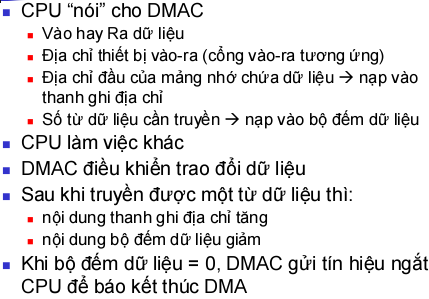 CPU “nói” cho DMAC
Vào hay Ra dữ liệu
Địa chỉ thiết bị vào-ra (cổng vào-ra tương ứng)
Địa chỉ đầu của mảng nhớ chứa dữ liệu → nạp vào
thanh ghi địa chỉ
Số từ dữ liệu cần truyền → nạp vào bộ đếm dữ liệu
CPU làm việc khác
DMAC điều khiển trao đổi dữ liệu
Sau khi truyền được một từ dữ liệu thì:
nội dung thanh ghi địa chỉ tăng
nội dung bộ đếm dữ liệu giảm
Khi bộ đếm dữ liệu = 0, DMAC gửi tín hiệu ngắt
CPU để báo kết thúc DMA